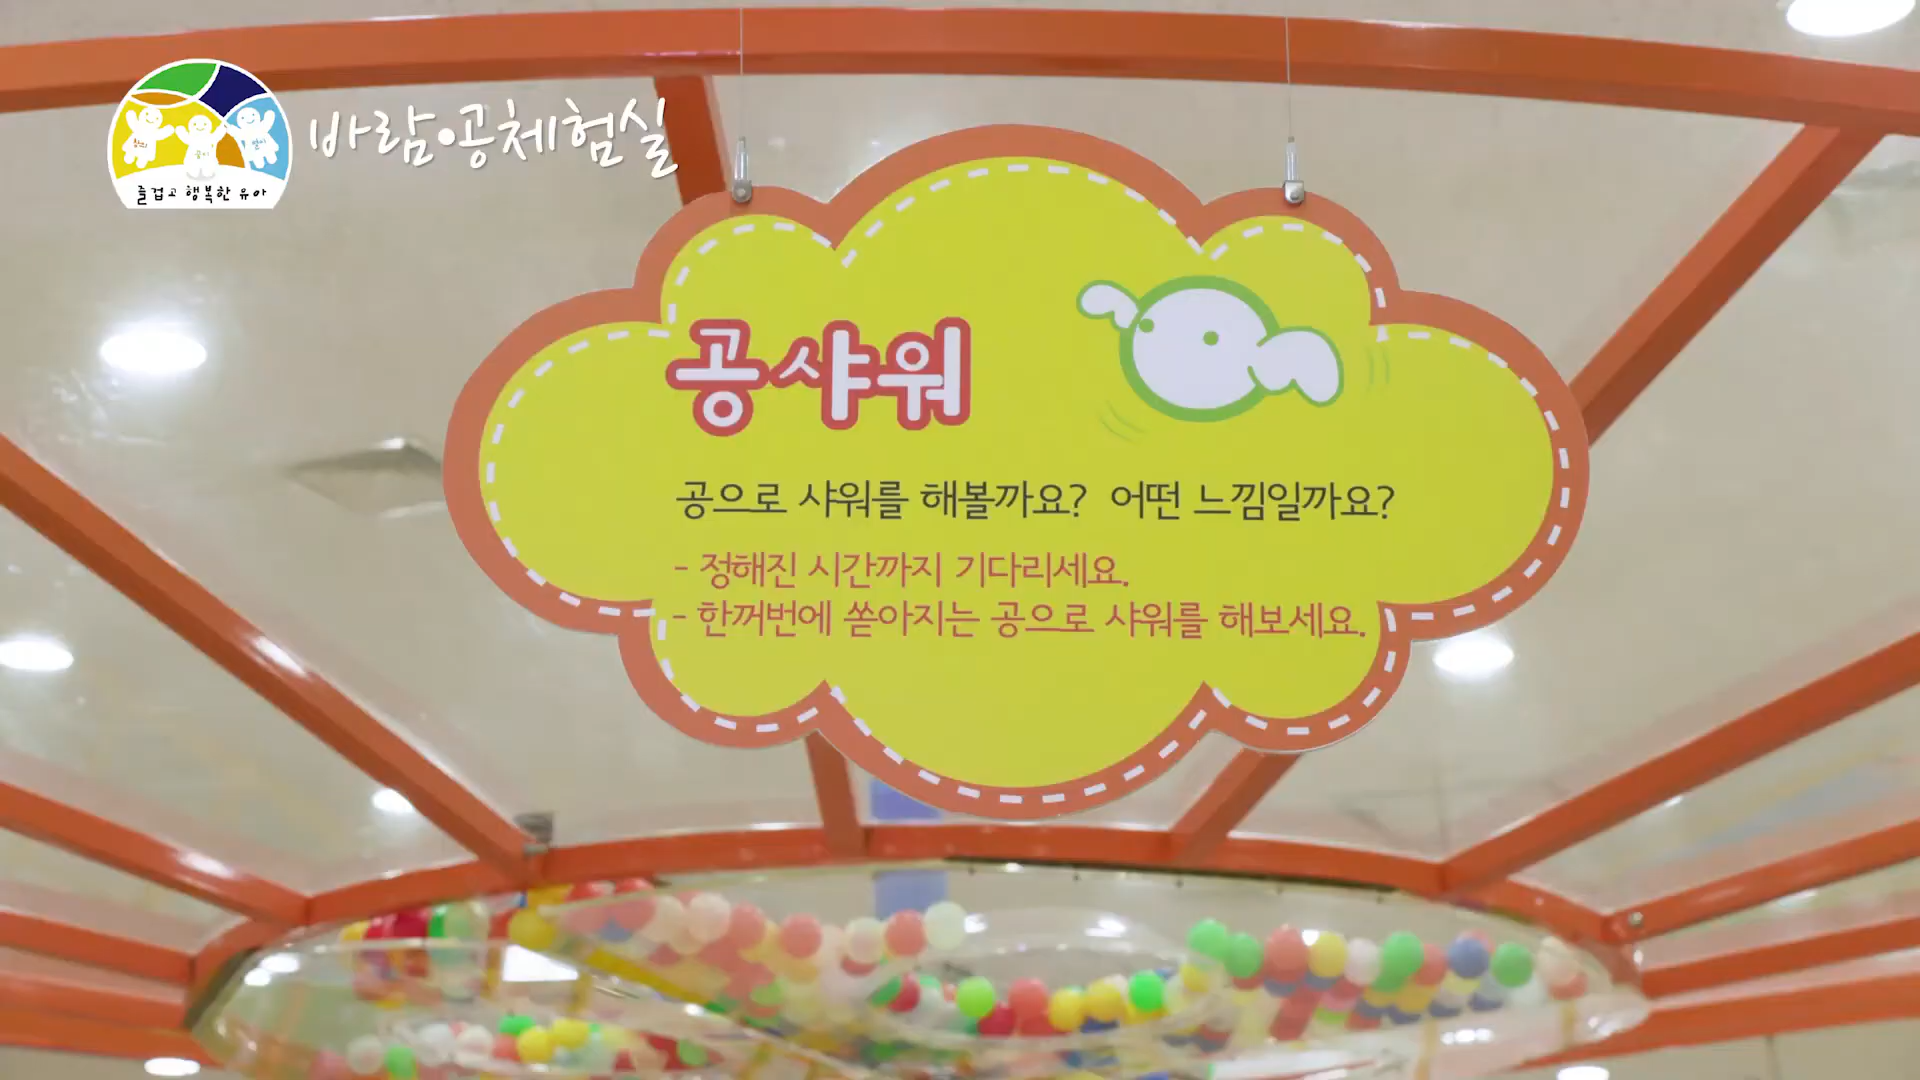 바람•공체험실
즐겁고 행복한 유아
공샤워
공으로 샤워를 해볼까요? 어떤 느낌일까요?
- 정해진 시간까지 기다리세요.
- 한꺼번에 쏟아지는 공으로 샤워를 해보세요.